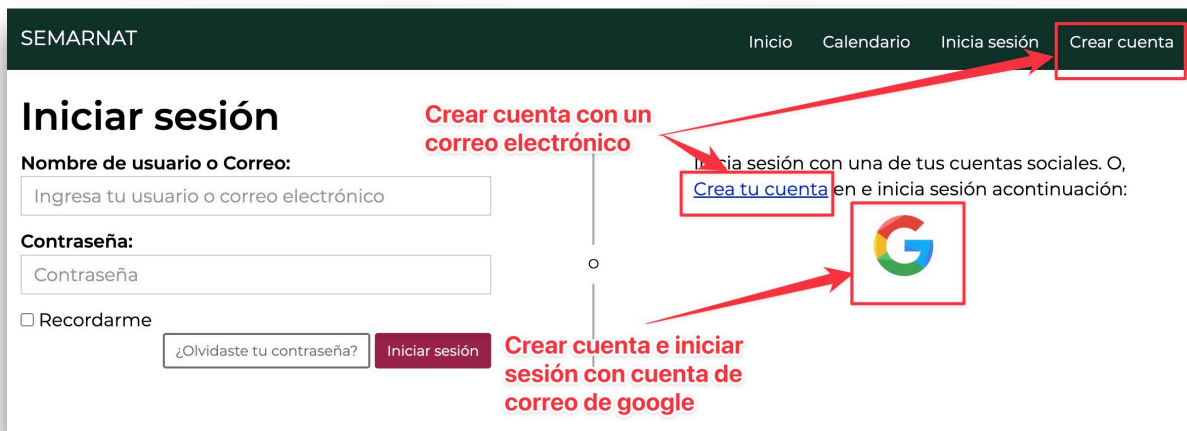 SEMARNAT
Inicio Calendario Inicia sesión Crear cuenta
Iniciar sesión
Crear cuenta con un
correo electrónico
Nombre de usuario o Correo:
Ingresa tu usuario o correo electrónico
Contraseña:
Contraseña
Recordarme
¿Olvidaste tu contraseña? Iniciar sesión
O
Inicia sesión con una de tus cuentas sociales. O,
Crea tu cuenta en e inicia sesión acontinuación:
Crear cuenta e iniciar
sesión con cuenta de
correo de google